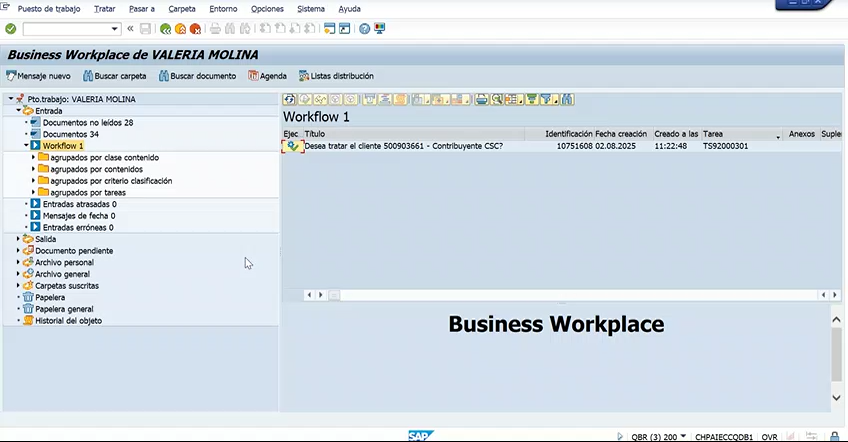 Puesto de trabajo Tratar Pasar a Carpeta Entorno Opciones Sistema Ayuda
Business Workplace de VALERIA MOLINA
Mensaje nuevo Buscar carpeta Buscar documento Agenda Listas distribución
Pto.trabajo: VALERIA MOLINA
Entrada
Documentos no leídos 28
Documentos 34
Workflow 1
agrupados por clase contenido
agrupados por contenidos
agrupados por criterio clasificación
agrupados por tareas
Entradas atrasadas 0
Mensajes de fecha 0
Entradas erróneas 0
Salida
Documento pendiente
Archivo personal
Archivo general
Carpetas suscritas
Papelera
Papelera general
Historial del objeto
Workflow 1
Ejec Título Identificación Fecha creación Creado a las Tarea Anexos Suple
Desea tratar el cliente 500903661 - Contribuyente CSC? 10751608 02.08.2025 11:22:48 TS92000301
Business Workplace
SAP QBR (3) 200 CHPAIECCQDB1 OVR